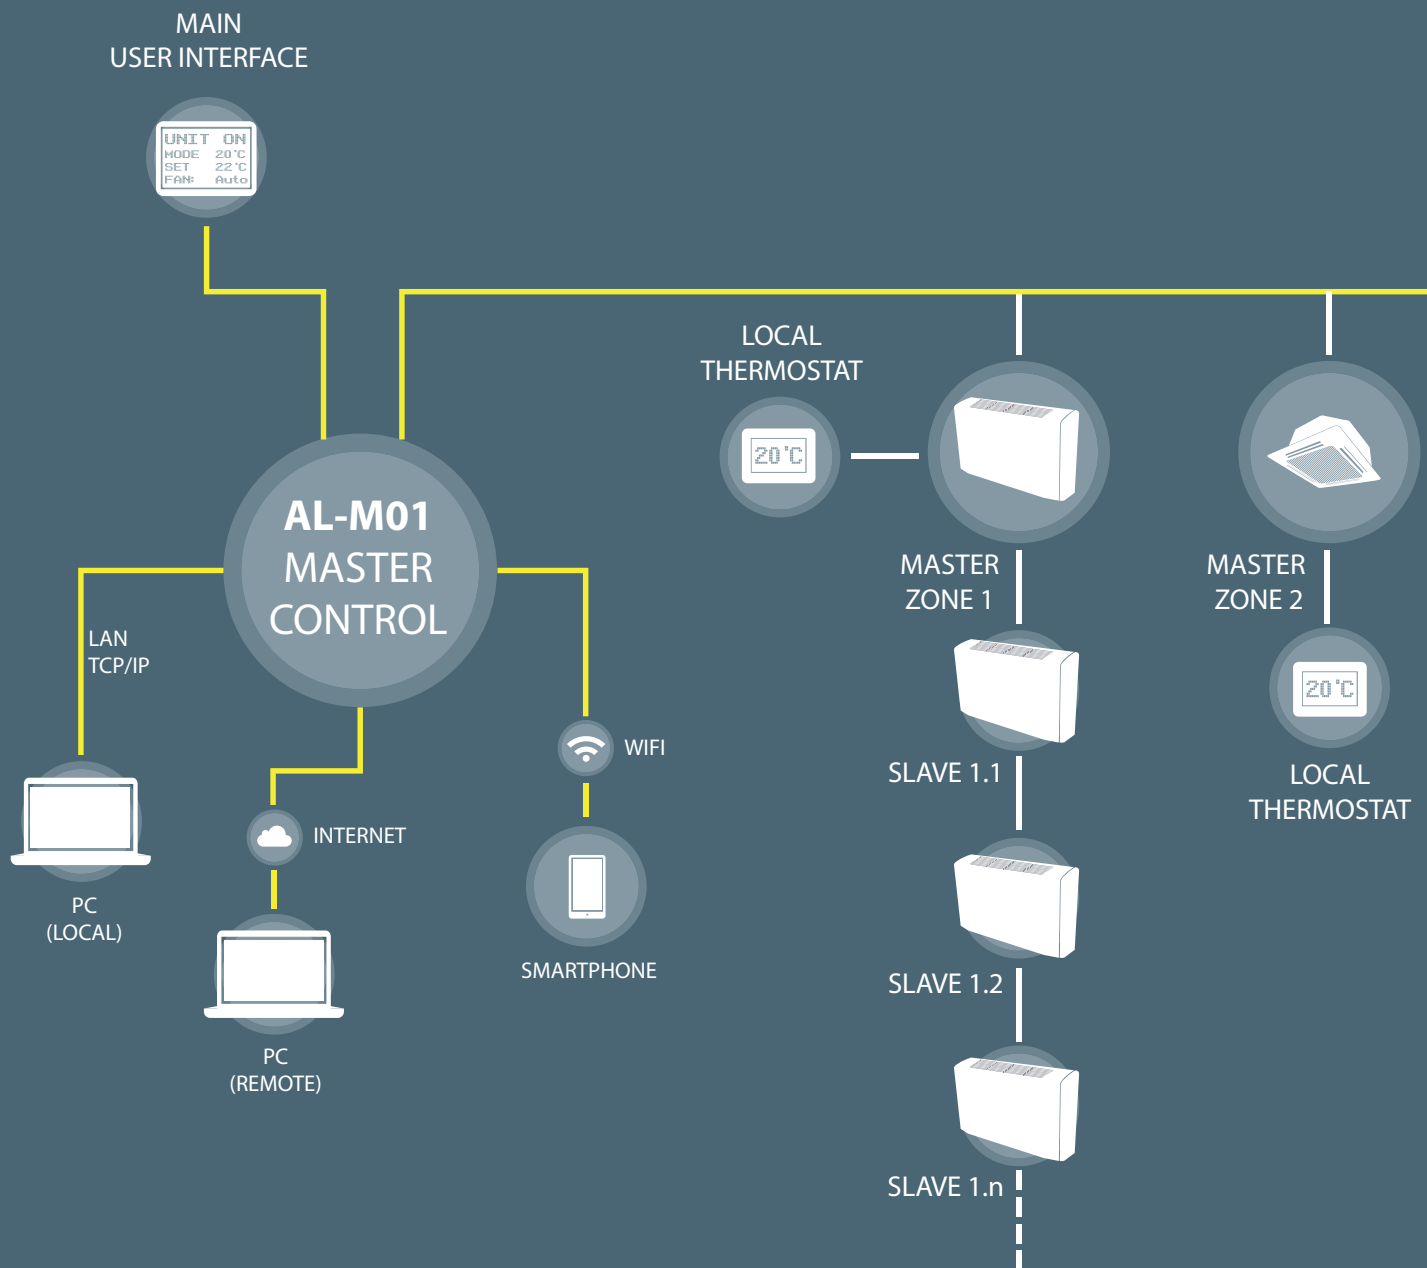 MAIN
USER INTERFACE
UNIT ON
MODE 20°C
SET 22°C
FAN: Auto
LOCAL
THERMOSTAT
20°C
AL-M01
MASTER
CONTROL
MASTER
ZONE 1
MASTER
ZONE 2
LAN
TCP/IP
20°C
WIFI
SLAVE 1.1
LOCAL
THERMOSTAT
INTERNET
PC
(LOCAL)
SMARTPHONE
SLAVE 1.2
PC
(REMOTE)
SLAVE 1.n